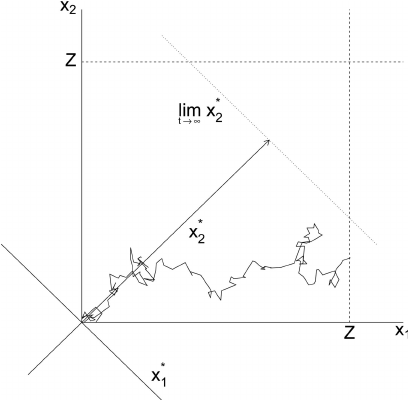 x₂
Z
lim x₂*
t→∞
x₂*
Z
x₁
x₁*